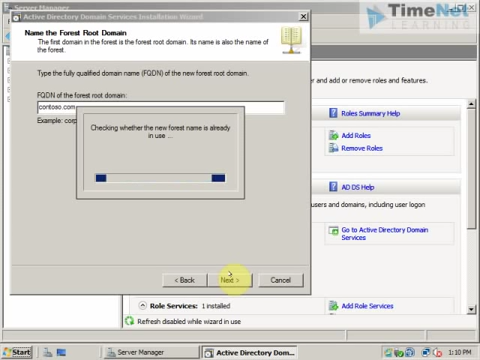 Server Manager
TimeNet
LEARNING
Active Directory Domain Services Installation Wizard
Name the Forest Root Domain
The first domain in the forest is the forest root domain. Its name is also the name of
the forest.
Type the fully qualified domain name (FQDN) of the new forest root domain.
FQDN of the forest root domain:
contoso.com
Example: corp
Checking whether the new forest name is already
in use ...
< Back
Next >
Cancel
er and add or remove roles and features.
Roles Summary Help
Add Roles
Remove Roles
AD DS Help
users and domains, including user logon
Go to Active Directory Domain
Services
Role Services: 1 installed
Add Role Services
Refresh disabled while wizard in use
Start
Server Manager
Active Directory Dom...
1:10 PM